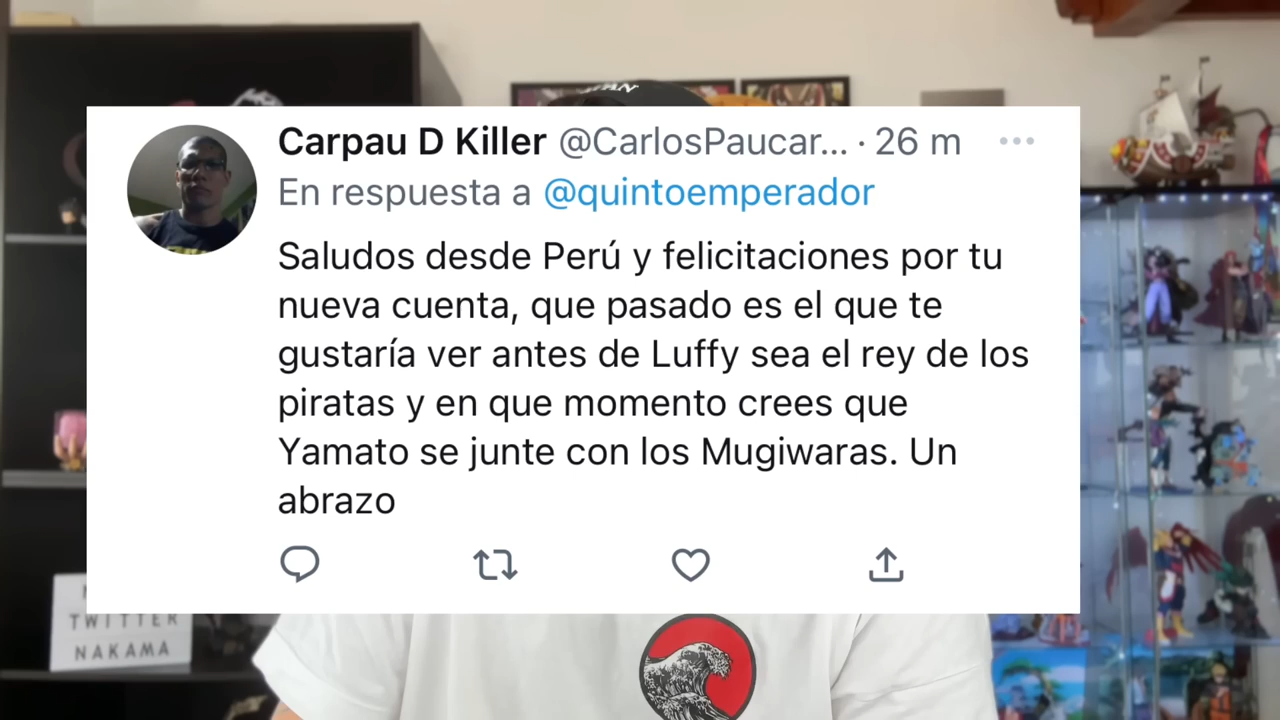 Carpau D Killer @CarlosPaucar... · 26 m
En respuesta a @quintoemperador
Saludos desde Perú y felicitaciones por tu
nueva cuenta, que pasado es el que te
gustaría ver antes de Luffy sea el rey de los
piratas y en que momento crees que
Yamato se junte con los Mugiwaras. Un
abrazo
TWITTER
NAKAMA